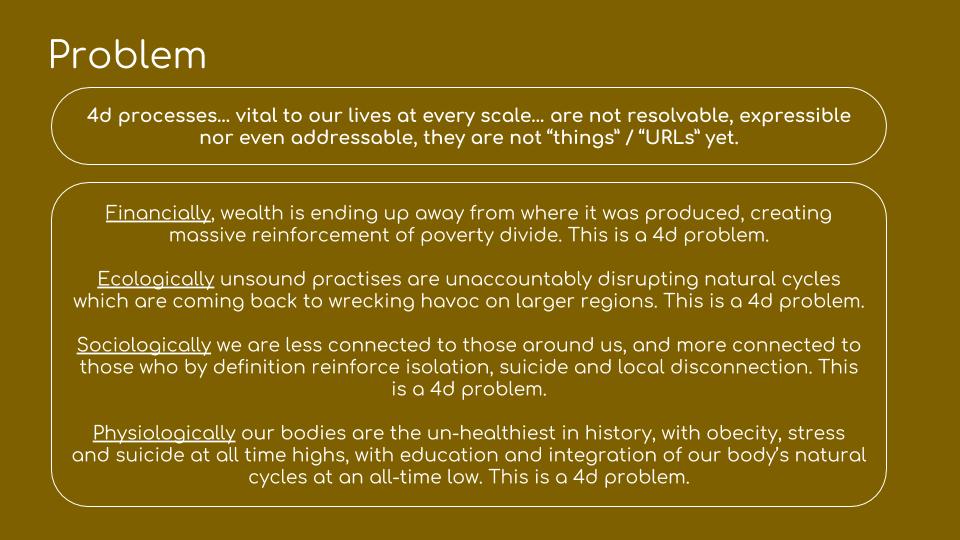 Problem
4d processes... vital to our lives at every scale... are not resolvable, expressible
nor even addressable, they are not “things” / “URLs” yet.
Financially, wealth is ending up away from where it was produced, creating
massive reinforcement of poverty divide. This is a 4d problem.
Ecologically unsound practises are unaccountably disrupting natural cycles
which are coming back to wrecking havoc on larger regions. This is a 4d problem.
Sociologically we are less connected to those around us, and more connected to
those who by definition reinforce isolation, suicide and local disconnection. This
is a 4d problem.
Physiologically our bodies are the un-healthiest in history, with obecity, stress
and suicide at all time highs, with education and integration of our body’s natural
cycles at an all-time low. This is a 4d problem.